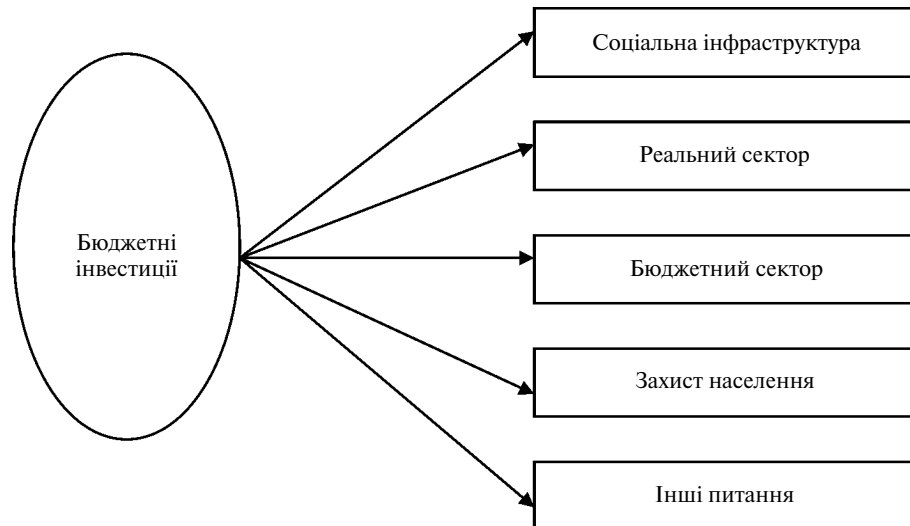 Соціальна інфраструктура
Реальний сектор
Бюджетні
інвестиції
Бюджетний сектор
Захист населення
Інші питання